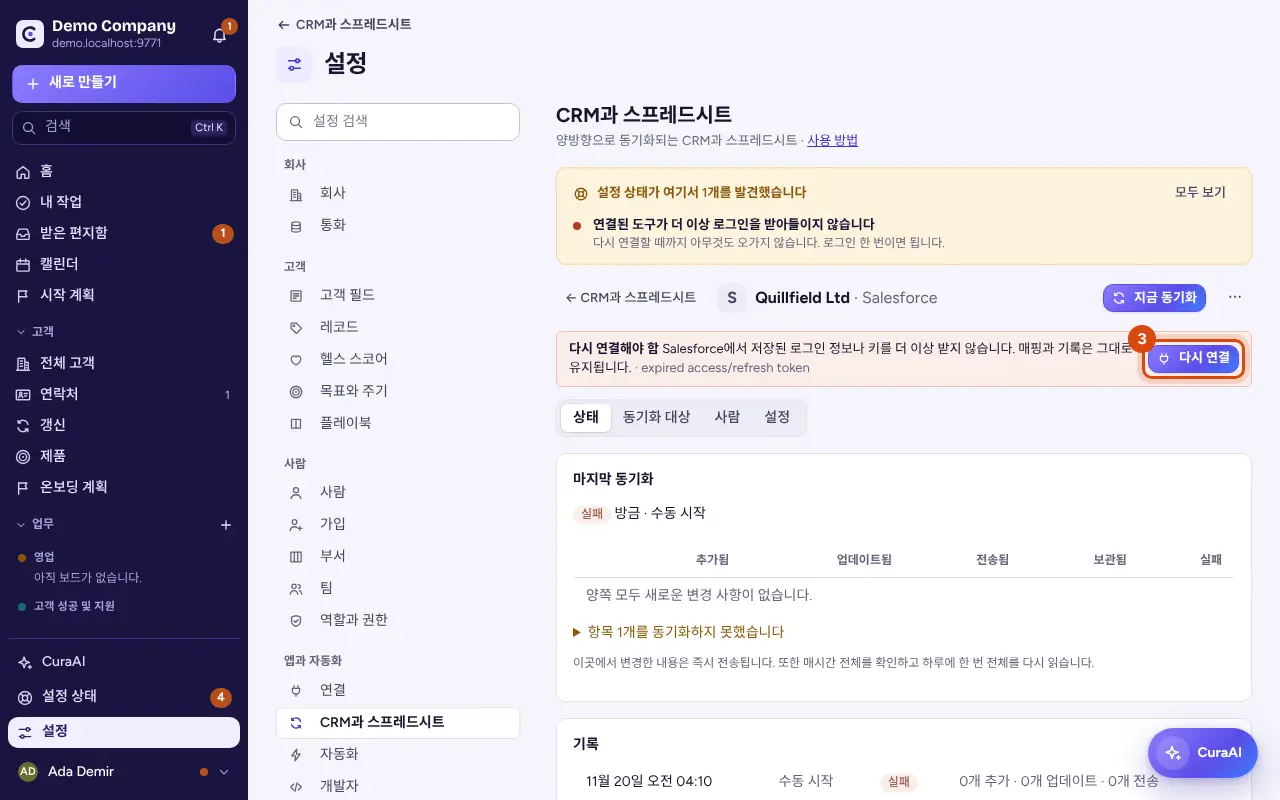 Demo Company
demo.localhost:9771
1
새로 만들기
검색
Ctrl K
홈
내 작업
받은 편지함
1
캘린더
시작 계획
고객
전체 고객
연락처
1
갱신
제품
온보딩 계획
업무
영업
아직 보드가 없습니다.
고객 성공 및 지원
CuraAI
설정 상태
4
설정
AD
Ada Demir
← CRM과 스프레드시트
설정
설정 검색
회사
회사
통화
고객
고객 필드
레코드
헬스 스코어
목표와 주기
플레이북
사람
사람
가입
부서
팀
역할과 권한
앱과 자동화
연결
CRM과 스프레드시트
자동화
개발자
CRM과 스프레드시트
양방향으로 동기화되는 CRM과 스프레드시트 · 사용 방법
설정 상태가 여기서 1개를 발견했습니다
모두 보기
연결된 도구가 더 이상 로그인을 받아들이지 않습니다
다시 연결할 때까지 아무것도 오가지 않습니다. 로그인 한 번이면 됩니다.
← CRM과 스프레드시트
S
Quillfield Ltd · Salesforce
지금 동기화
···
다시 연결해야 함 Salesforce에서 저장된 로그인 정보나 키를 더 이상 받지 않습니다. 매핑과 기록은 그대로
유지됩니다. · expired access/refresh token
3
다시 연결
상태
동기화 대상
사람
설정
마지막 동기화
실패 방금 · 수동 시작
추가됨
업데이트됨
전송됨
보관됨
실패
양쪽 모두 새로운 변경 사항이 없습니다.
항목 1개를 동기화하지 못했습니다
이곳에서 변경한 내용은 즉시 전송됩니다. 또한 매시간 전체를 확인하고 하루에 한 번 전체를 다시 읽습니다.
기록
11월 20일 오전 04:10
수동 시작
실패
0개 추가 · 0개 업데이트 · 0개 전송
CuraAI